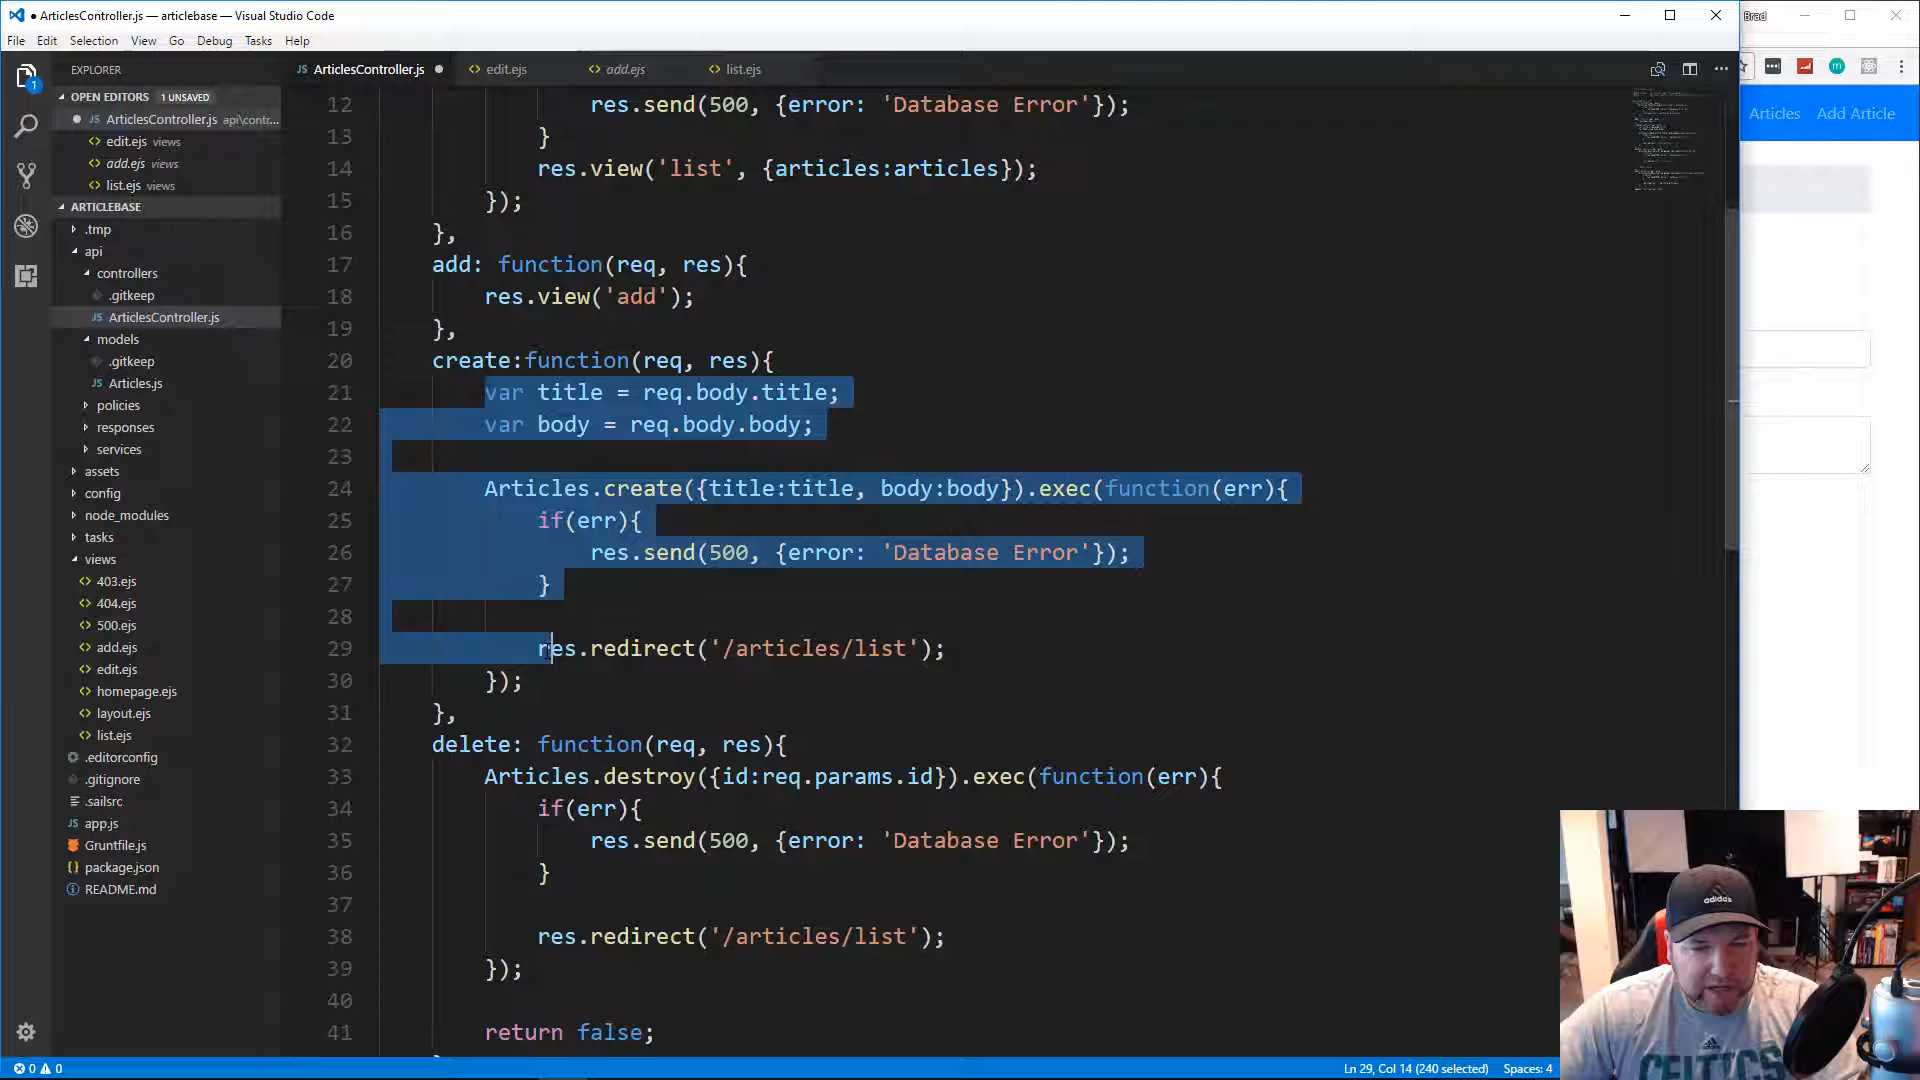 ● ArticlesController.js — articlebase — Visual Studio Code
Brad
File Edit Selection View Go Debug Tasks Help
EXPLORER
OPEN EDITORS 1 UNSAVED
ArticlesController.js api\contr...
edit.ejs views
add.ejs views
list.ejs views
ARTICLEBASE
.tmp
api
controllers
.gitkeep
ArticlesController.js
models
.gitkeep
Articles.js
policies
responses
services
assets
config
node_modules
tasks
views
403.ejs
404.ejs
500.ejs
add.ejs
edit.ejs
homepage.ejs
layout.ejs
list.ejs
.editorconfig
.gitignore
.sailsrc
app.js
Gruntfile.js
package.json
README.md
1
ArticlesController.js ● edit.ejs add.ejs list.ejs
12 res.send(500, {error: 'Database Error'});
13 }
14 res.view('list', {articles:articles});
15 });
16 },
17 add: function(req, res){
18 res.view('add');
19 },
20 create:function(req, res){
21 var title = req.body.title;
22 var body = req.body.body;
23
24 Articles.create({title:title, body:body}).exec(function(err){
25 if(err){
26 res.send(500, {error: 'Database Error'});
27 }
28
29 res.redirect('/articles/list');
30 });
31 },
32 delete: function(req, res){
33 Articles.destroy({id:req.params.id}).exec(function(err){
34 if(err){
35 res.send(500, {error: 'Database Error'});
36 }
37
38 res.redirect('/articles/list');
39 });
40
41 return false;
Articles Add Article
adidas
CELTICS
0 0
Ln 29, Col 14 (240 selected) Spaces: 4